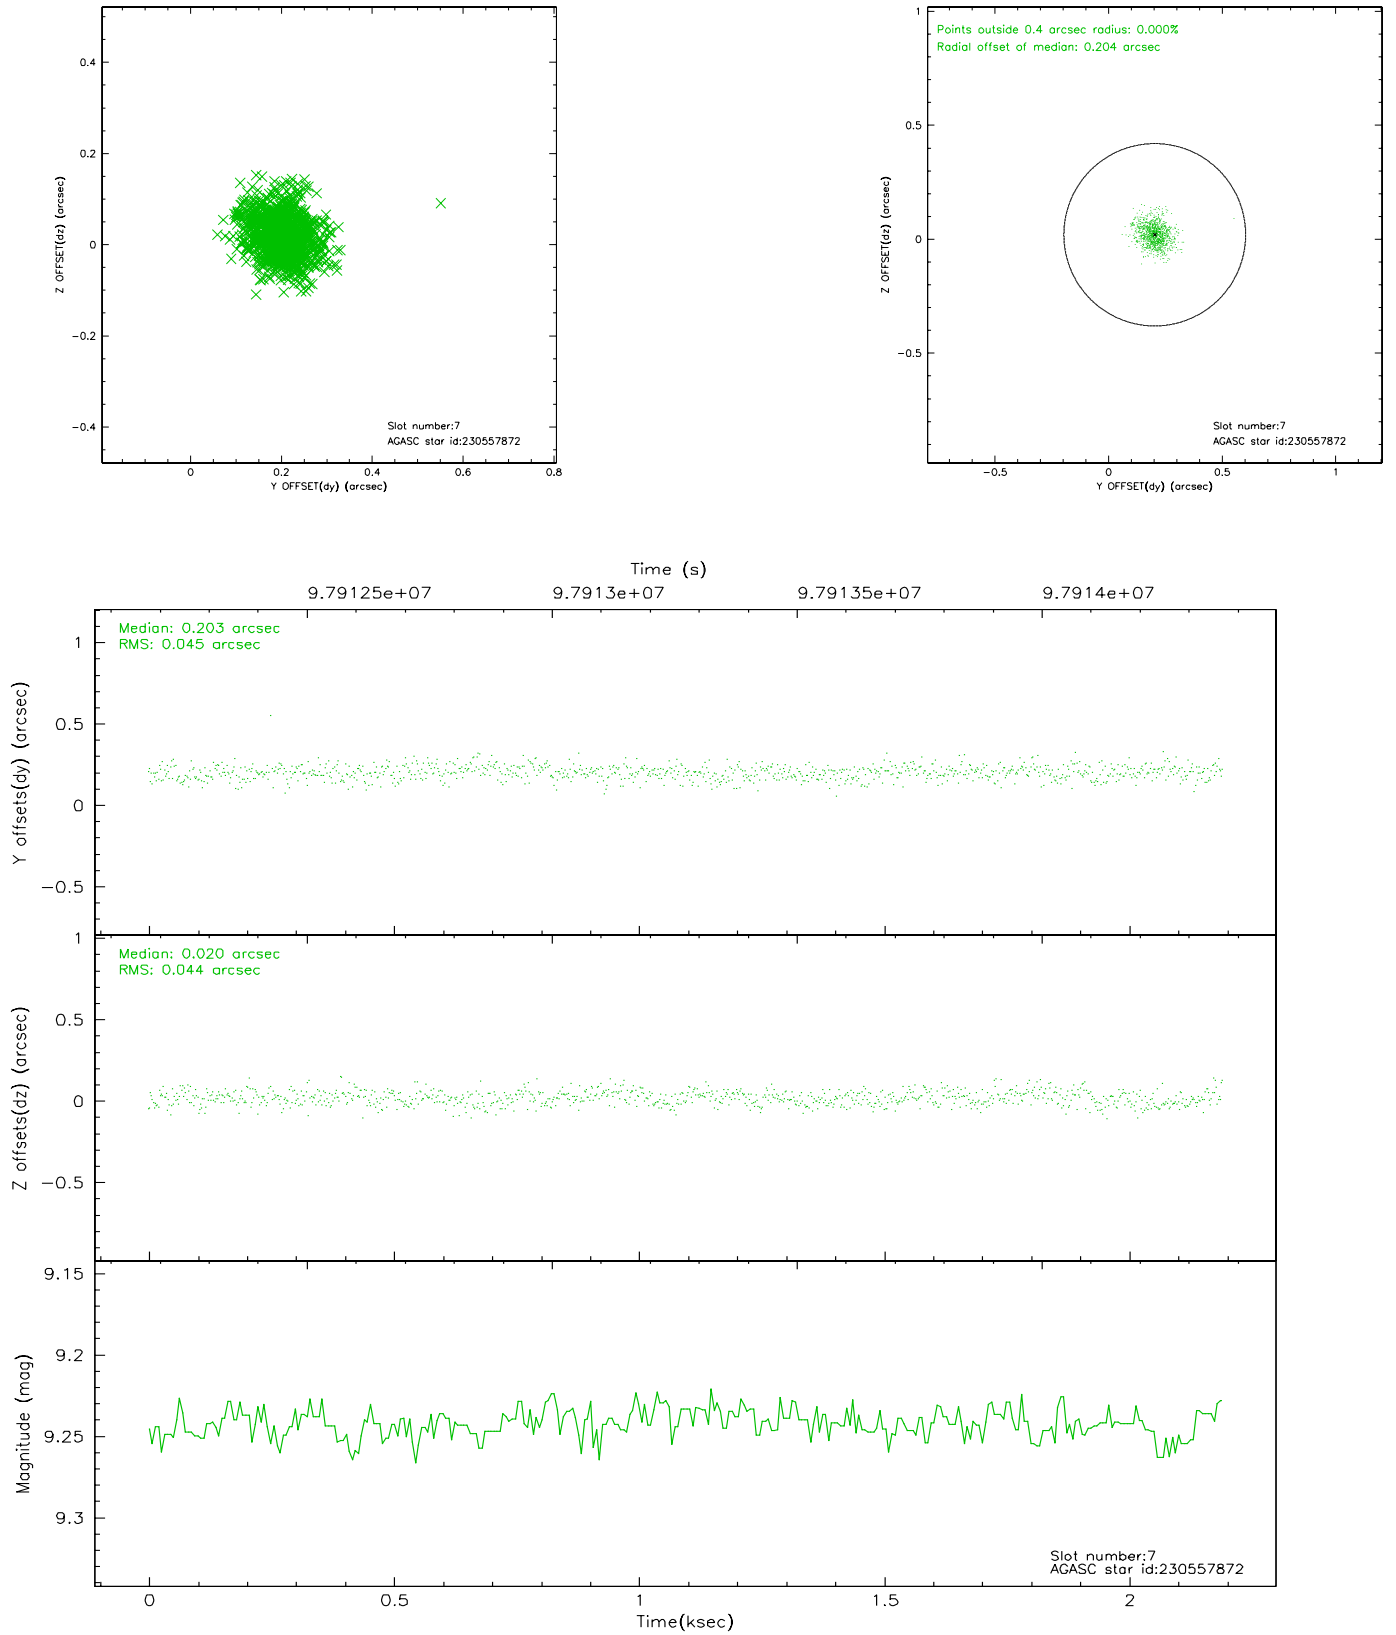 0.4
0.2
0
−0.2
−0.4
Z OFFSET(dz) (arcsec)
Slot number:7
AGASC star id:230557872
0 0.2 0.4 0.6 0.8
Y OFFSET(dy) (arcsec)
Points outside 0.4 arcsec radius: 0.000%
Radial offset of median: 0.204 arcsec
1
0.5
0
−0.5
Z OFFSET(dz) (arcsec)
Slot number:7
AGASC star id:230557872
−0.5 0 0.5 1
Y OFFSET(dy) (arcsec)
Time (s)
9.79125e+07 9.7913e+07 9.79135e+07 9.7914e+07
Median: 0.203 arcsec
RMS: 0.045 arcsec
1
0.5
0
−0.5
Y offsets(dy) (arcsec)
Median: 0.020 arcsec
RMS: 0.044 arcsec
1
0.5
0
−0.5
Z offsets(dz) (arcsec)
9.15
9.2
9.25
9.3
Magnitude (mag)
Slot number:7
AGASC star id:230557872
0 0.5 1 1.5 2
Time(ksec)